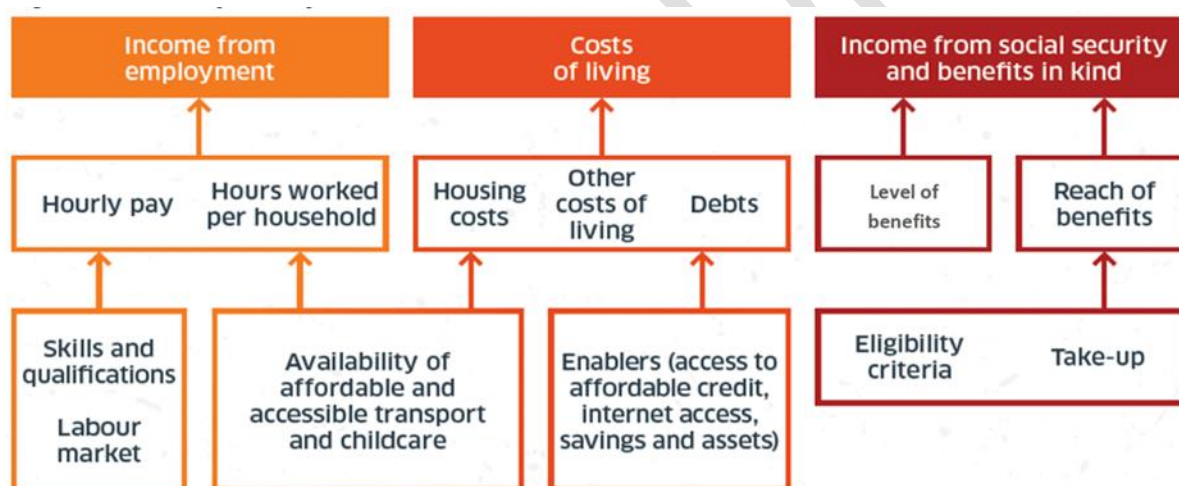 Income from
employment
Costs
of living
Income from social security
and benefits in kind
Hourly pay
Hours worked
per household
Housing
costs
Other
costs of
living
Debts
Level of
benefits
Reach of
benefits
Skills and
qualifications
Labour
market
Availability of
affordable and
accessible transport
and childcare
Enablers (access to
affordable credit,
internet access,
savings and assets)
Eligibility
criteria
Take-up